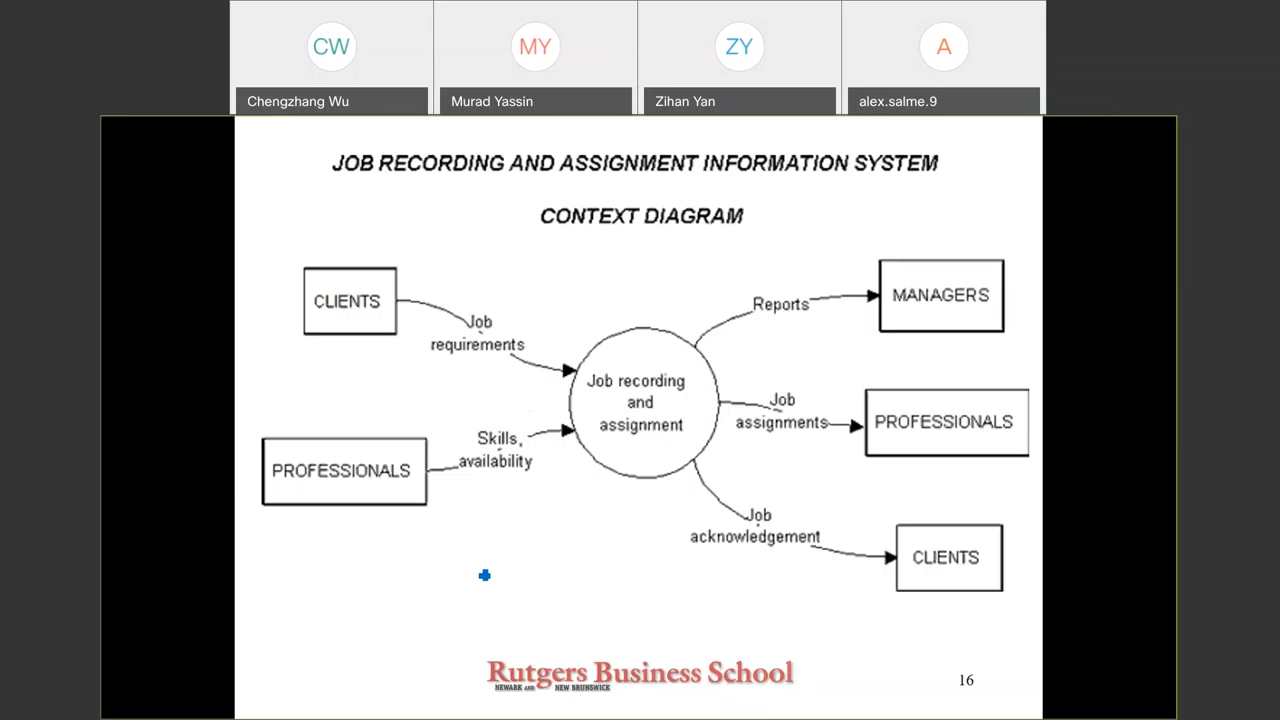 CW
MY
ZY
A
Chengzhang Wu
Murad Yassin
Zihan Yan
alex.salme.9
JOB RECORDING AND ASSIGNMENT INFORMATION SYSTEM
CONTEXT DIAGRAM
CLIENTS
Job
requirements
PROFESSIONALS
Skills,
availability
Job recording
and
assignment
Reports
MANAGERS
Job
assignments
PROFESSIONALS
Job
acknowledgement
CLIENTS
Rutgers Business School
NEWARK AND NEW BRUNSWICK
16